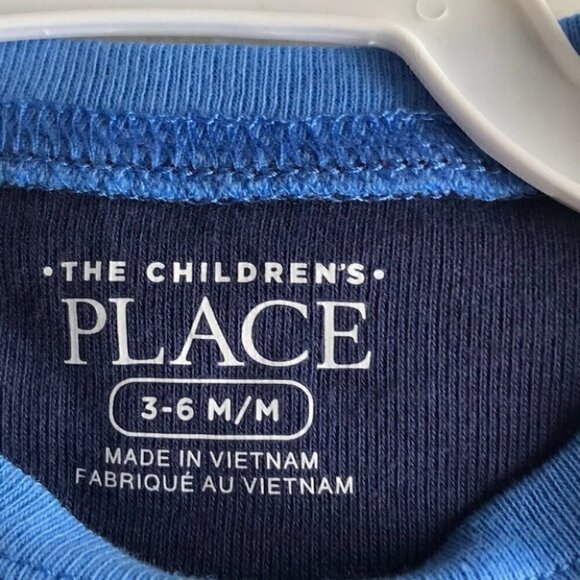 • THE CHILDREN'S •
PLACE
3-6 M/M
MADE IN VIETNAM
FABRIQUÉ AU VIETNAM